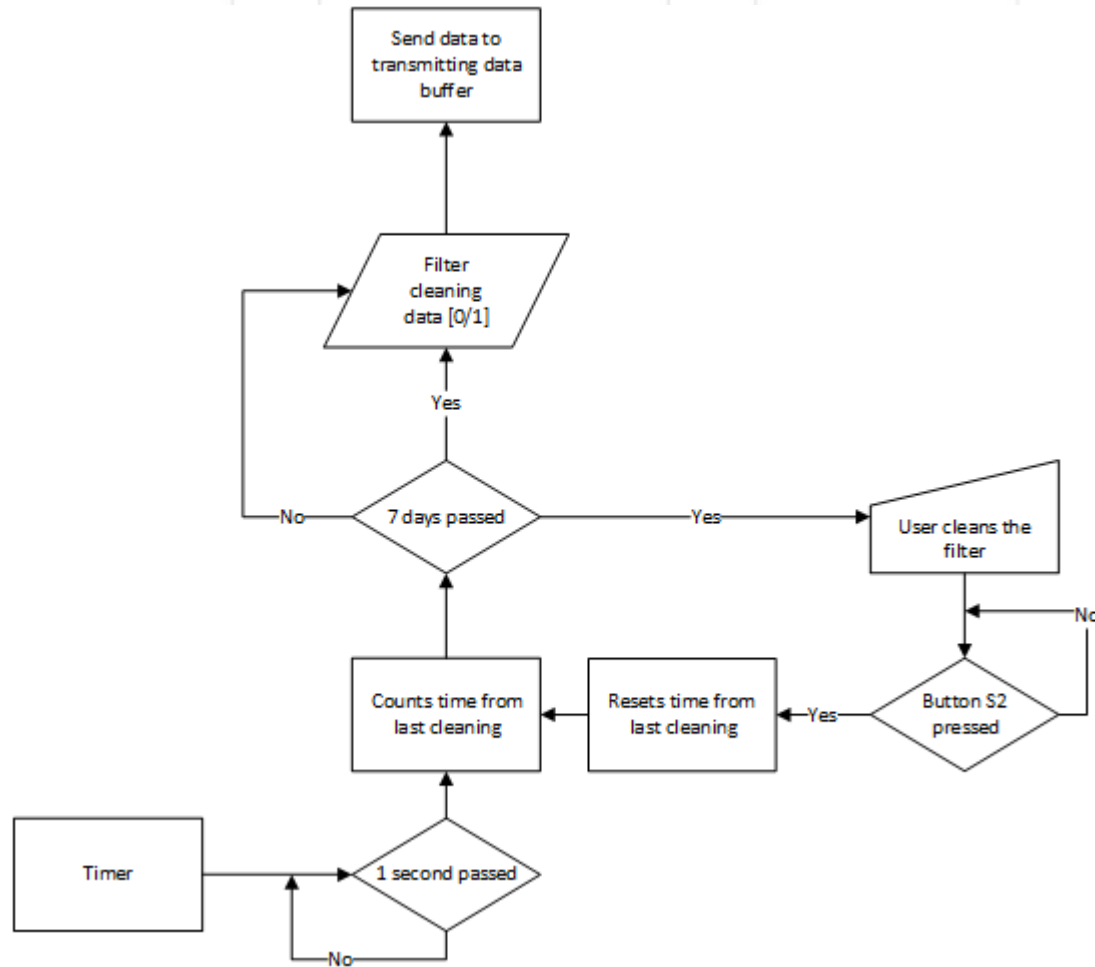 Send data to
transmitting data
buffer
Filter
cleaning
data [0/1]
Yes
No
7 days passed
Yes
User cleans the
filter
No
Counts time from
last cleaning
Resets time from
last cleaning
Yes
Button S2
pressed
Timer
1 second passed
No